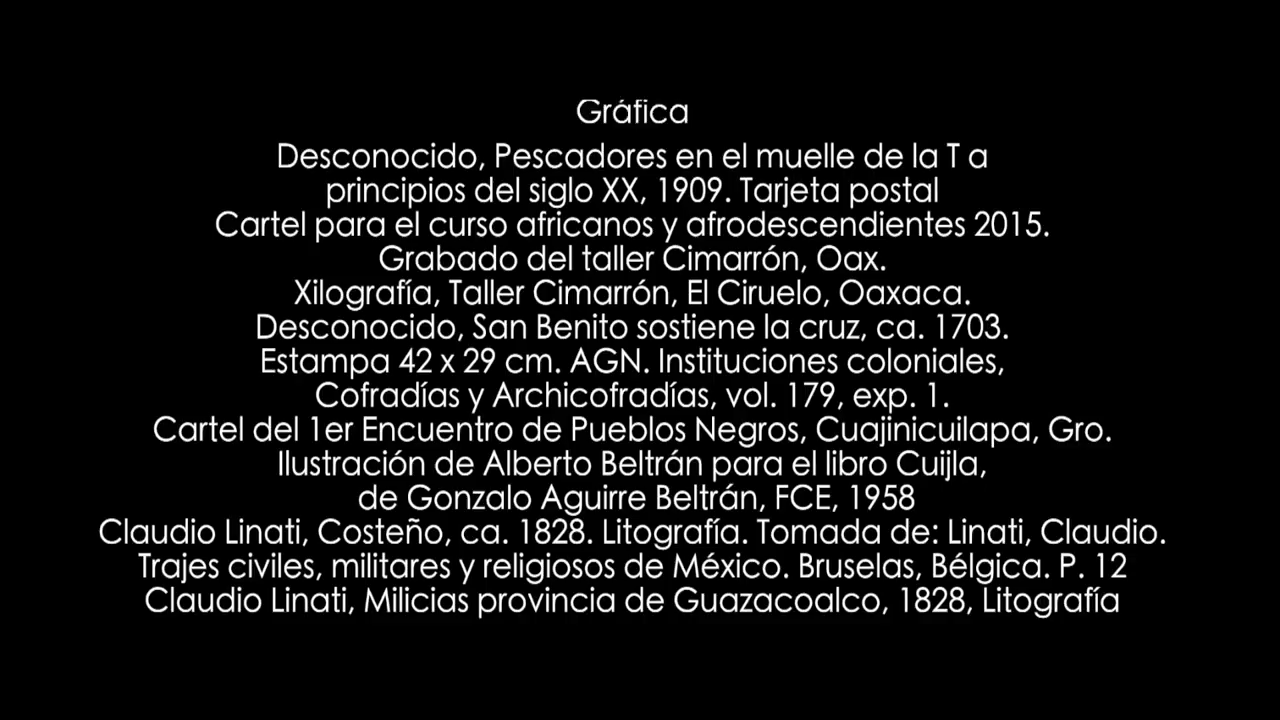 Gráfica
Desconocido, Pescadores en el muelle de la T a
principios del siglo XX, 1909. Tarjeta postal
Cartel para el curso africanos y afrodescendientes 2015.
Grabado del taller Cimarrón, Oax.
Xilografía, Taller Cimarrón, El Ciruelo, Oaxaca.
Desconocido, San Benito sostiene la cruz, ca. 1703.
Estampa 42 x 29 cm. AGN. Instituciones coloniales,
Cofradías y Archicofradías, vol. 179, exp. 1.
Cartel del 1er Encuentro de Pueblos Negros, Cuajinicuilapa, Gro.
Ilustración de Alberto Beltrán para el libro Cuijla,
de Gonzalo Aguirre Beltrán, FCE, 1958
Claudio Linati, Costeño, ca. 1828. Litografía. Tomada de: Linati, Claudio.
Trajes civiles, militares y religiosos de México. Bruselas, Bélgica. P. 12
Claudio Linati, Milicias provincia de Guazacoalco, 1828, Litografía